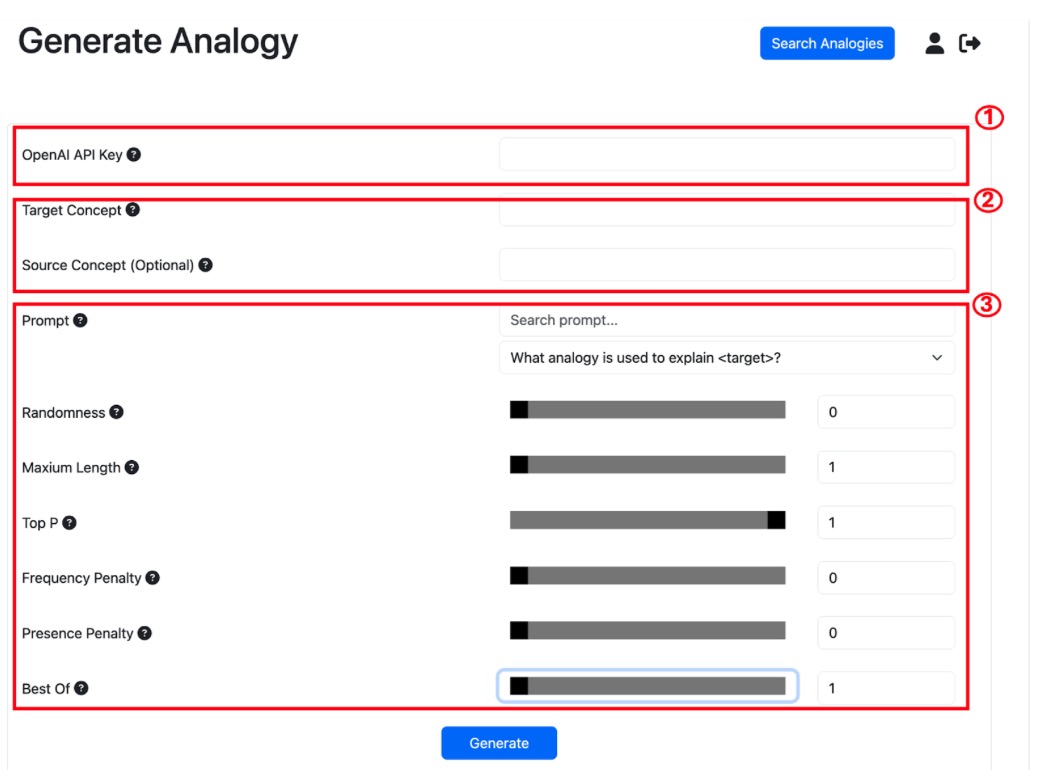 Generate Analogy
Search Analogies
①
OpenAI API Key ?
②
Target Concept ?
Source Concept (Optional) ?
③
Prompt ? Search prompt...
What analogy is used to explain <target>?
Randomness ? 0
Maxium Length ? 1
Top P ? 1
Frequency Penalty ? 0
Presence Penalty ? 0
Best Of ? 1
Generate